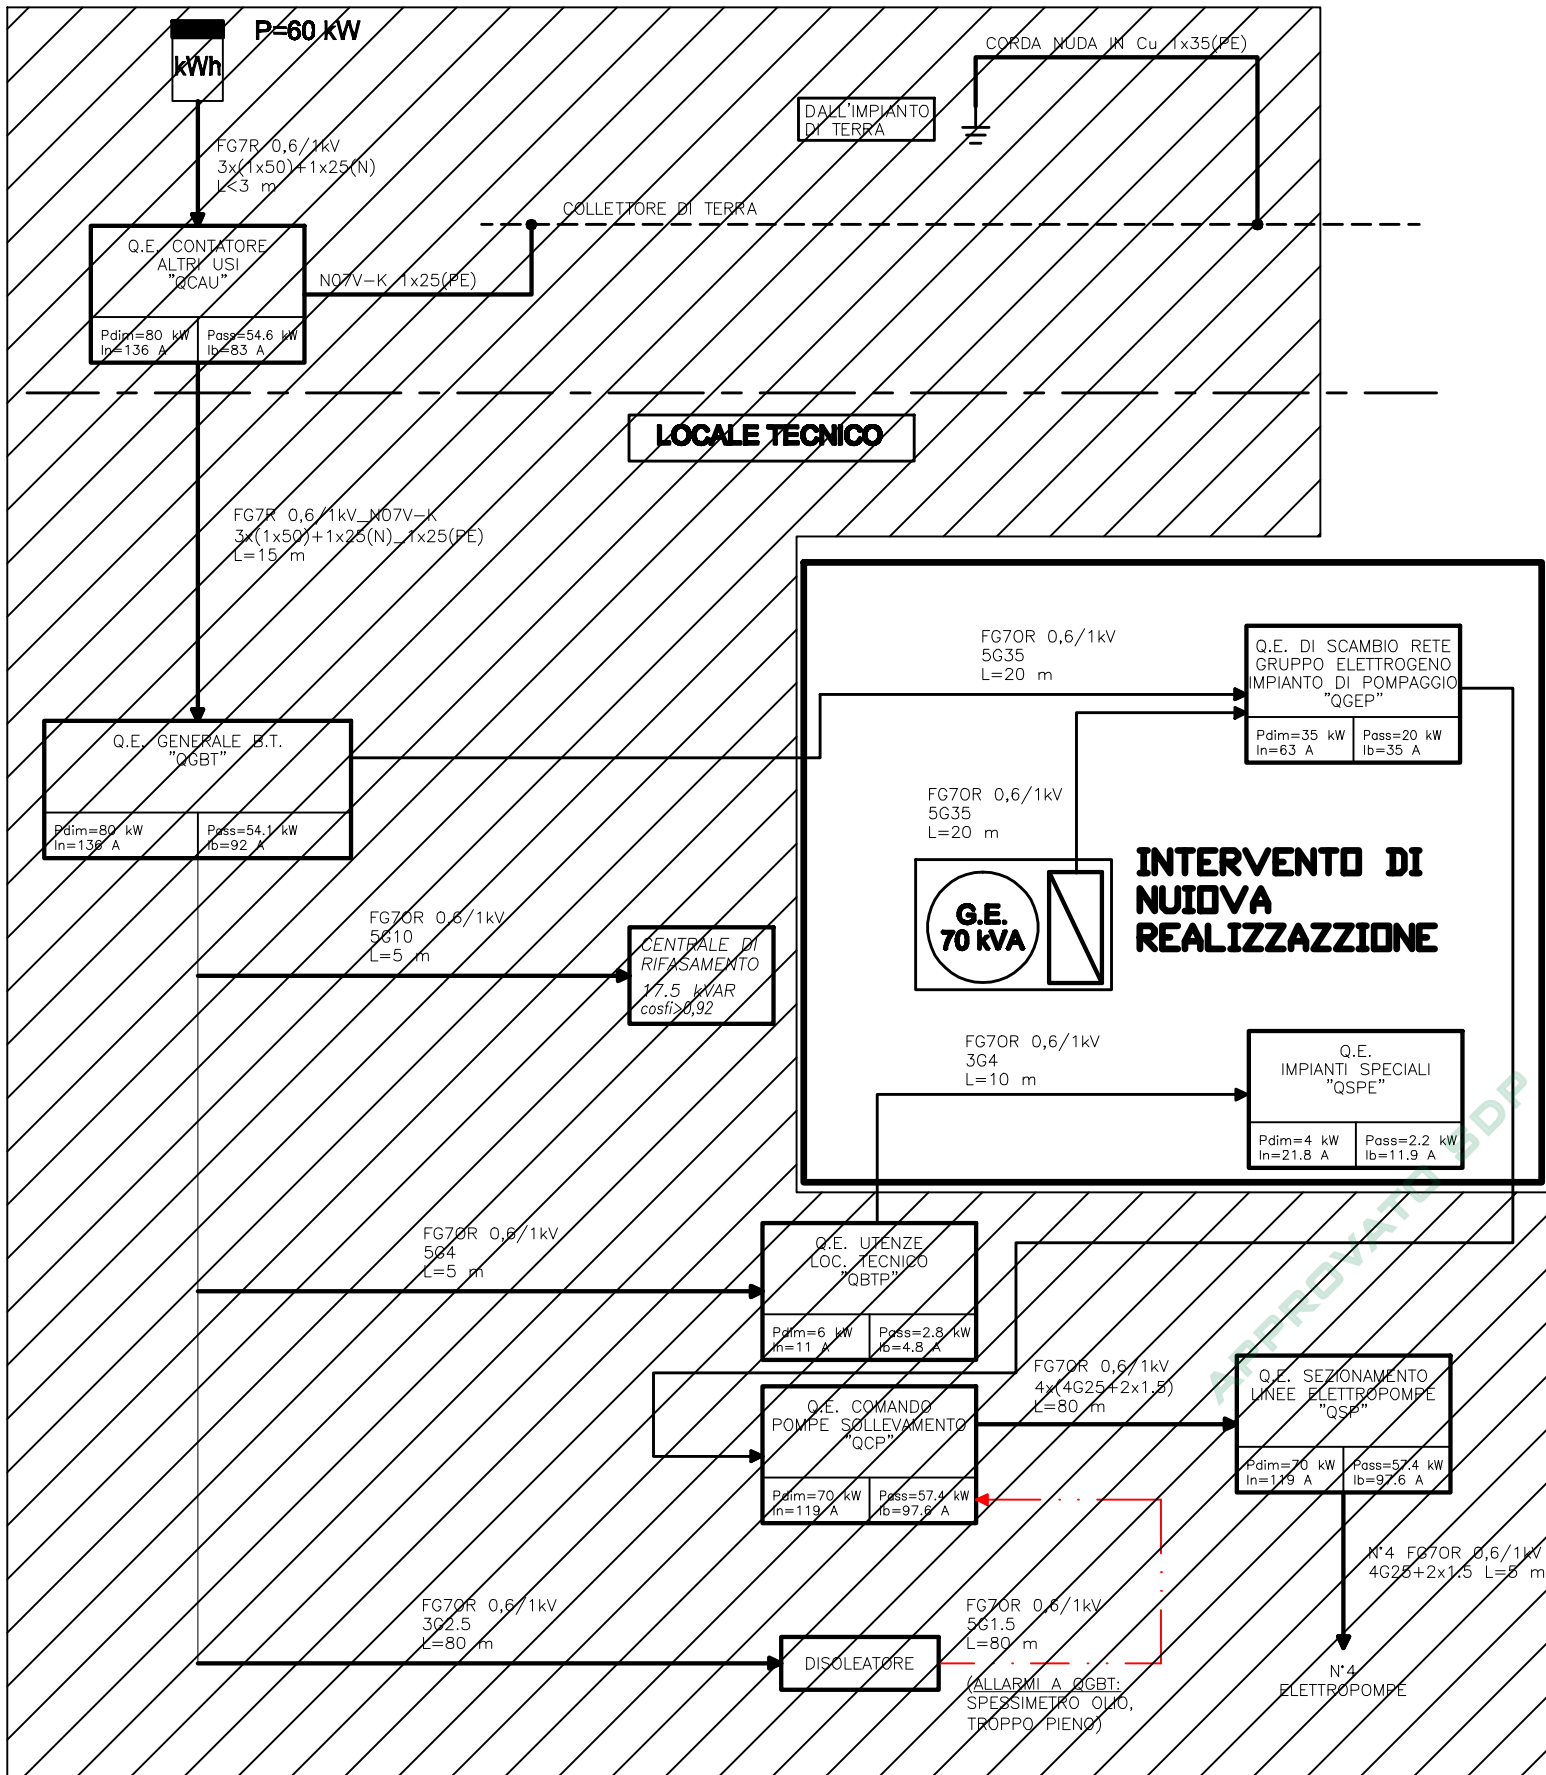 P=60 kW
kWh
CORDA NUDA IN Cu 1x35(PE)
DALL'IMPIANTO
DI TERRA
FG7R 0,6/1kV
3x(1x50)+1x25(N)
L<3 m
COLLETTORE DI TERRA
Q.E. CONTATORE
ALTRI USI
"QCAU"
N07V-K 1x25(PE)
Pdim=80 kW
In=136 A
Pass=54.6 kW
Ib=83 A
LOCALE TECNICO
FG7R 0,6/1kV_N07V-K
3x(1x50)+1x25(N)_1x25(PE)
L=15 m
FG7OR 0,6/1kV
5G35
L=20 m
Q.E. DI SCAMBIO RETE
GRUPPO ELETTROGENO
IMPIANTO DI POMPAGGIO
"QGEP"
Pdim=35 kW
In=63 A
Pass=20 kW
Ib=35 A
Q.E. GENERALE B.T.
"QGBT"
Pdim=80 kW
In=136 A
Pass=54.1 kW
Ib=92 A
FG7OR 0,6/1kV
5G35
L=20 m
G.E.
70 kVA
INTERVENTO DI
NUIOVA
REALIZZAZZIONE
FG7OR 0,6/1kV
5G10
L=5 m
CENTRALE DI
RIFASAMENTO
17.5 kVAR
cosfi>0,92
FG7OR 0,6/1kV
3G4
L=10 m
Q.E.
IMPIANTI SPECIALI
"QSPE"
Pdim=4 kW
In=21.8 A
Pass=2.2 kW
Ib=11.9 A
APPROVATO SDP
FG7OR 0,6/1kV
5G4
L=5 m
Q.E. UTENZE
LOC. TECNICO
"QBTP"
Pdim=6 kW
In=11 A
Pass=2.8 kW
Ib=4.8 A
FG7OR 0,6/1kV
4x(4G25+2x1.5)
L=80 m
Q.E. COMANDO
POMPE SOLLEVAMENTO
"QCP"
Pdim=70 kW
In=119 A
Pass=57.4 kW
Ib=97.6 A
Q.E. SEZIONAMENTO
LINEE ELETTROPOMPE
"QSP"
Pdim=70 kW
In=119 A
Pass=57.4 kW
Ib=97.6 A
N°4 FG7OR 0,6/1kV
4G25+2x1.5 L=5 m
FG7OR 0,6/1kV
3G2.5
L=80 m
DISOLEATORE
FG7OR 0,6/1kV
5G1.5
L=80 m
(ALLARMI A QGBT:
SPESSIMETRO OLIO,
TROPPO PIENO)
N°4
ELETTROPOMPE